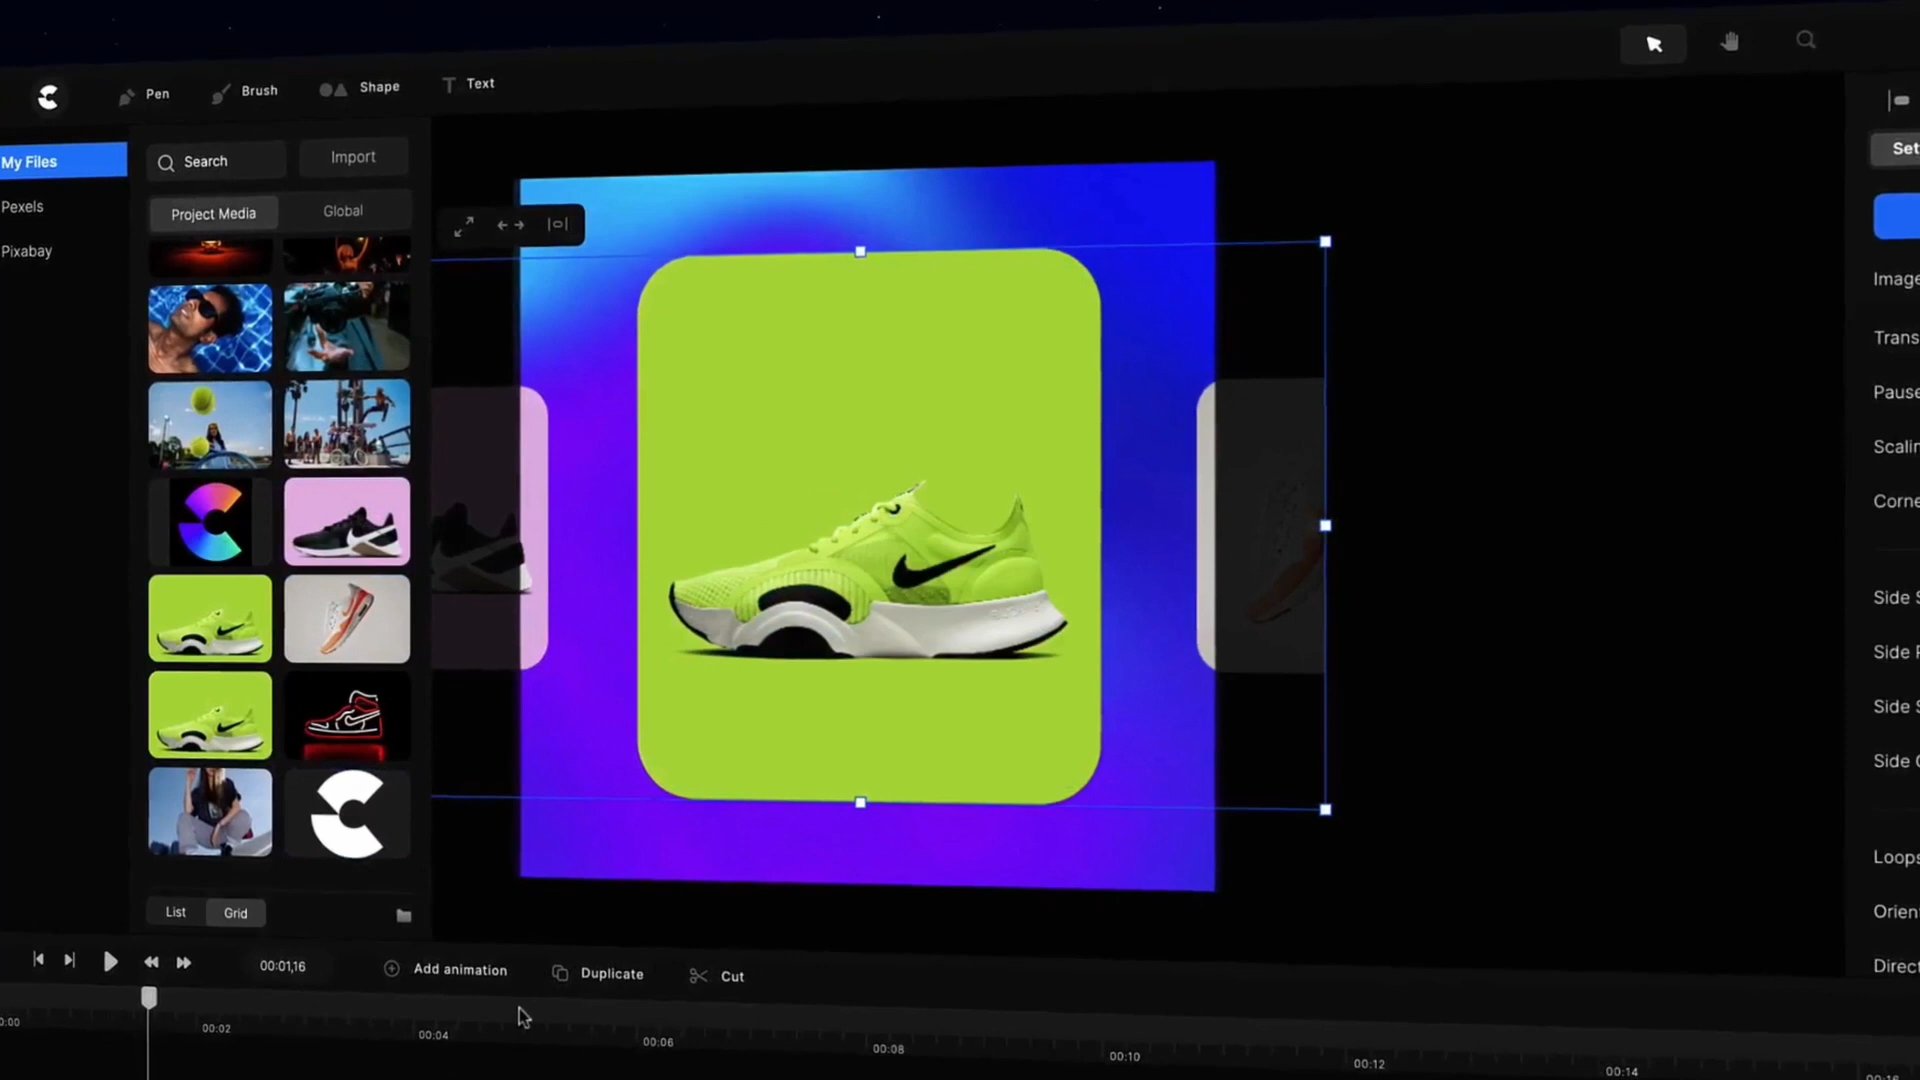 Pen
Brush
Shape
Text
My Files
Search
Import
Set
Pexels
Project Media
Global
Pixabay
Image
Trans
Pause
Scalin
Corne
Side S
Side F
Side S
Side C
Loops
Orien
Direct
List
Grid
00:01,16
Add animation
Duplicate
Cut
0:00
00:02
00:04
00:06
00:08
00:10
00:12
00:14